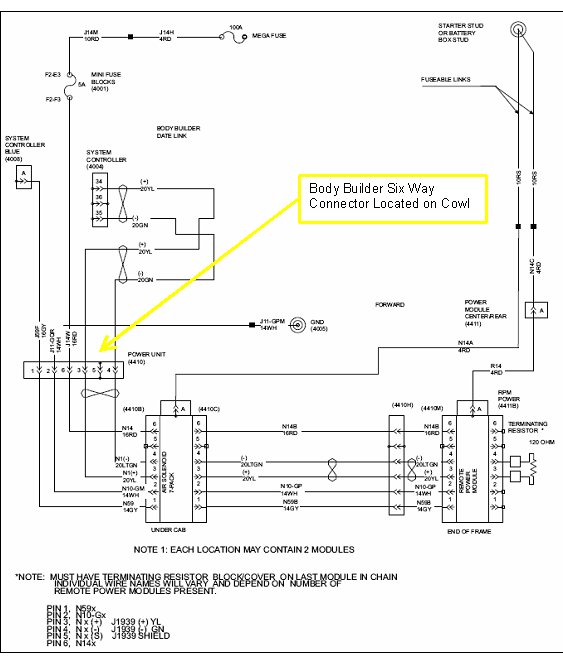 100A
MEGA FUSE
J14M
10RD
J14H
4RD
STARTER STUD
OR BATTERY
BOX STUD
F2-E3
5A
MINI FUSE
BLOCKS
(4001)
F2-F3
FUSEABLE LINKS
BODY BUILDER
DATE LINK
SYSTEM
CONTROLLER
BLUE
(4008)
A
SYSTEM
CONTROLLER
(4004)
34
36
35
(+)
20YL
(-)
20GN
(+)
20YL
(-)
20GN
Body Builder Six Way
Connector Located on Cowl
10RS
10RS
N14C
4RD
J59F
16GY
J11-GDR
14WH
J14W
16RD
J11-GPM
14WH
GND
(4005)
FORWARD
POWER
MODULE
CENTER/REAR
(4411)
A
N14A
4RD
POWER UNIT
(4410)
1 2 6 3 5 4
R14
4RD
RPM
POWER
(4411B)
(4410B)
A
(4410C)
(4410H)
(4410M)
A
TERMINATING
RESISTOR *
120 OHM
N14
16RD
N1(-)
20LTGN
N1(+)
20YL
N10-GM
14WH
N59
14GY
6
5
4
3
2
1
AIR SOLENOID
7-PACK
6
5
4
3
2
1
N14B
16RD
(-)
20LTGN
(+)
20YL
N10-GP
14WH
N59B
14GY
N14B
16RD
(-)
20LTGN
(+)
20YL
N10-GP
14WH
N59B
14GY
6
5
4
3
2
1
REMOTE
POWER
MODULE
6
5
4
3
2
1
UNDER CAB
END OF FRAME
NOTE 1: EACH LOCATION MAY CONTAIN 2 MODULES
*NOTE: MUST HAVE TERMINATING RESISTOR BLOCK/COVER ON LAST MODULE IN CHAIN
INDIVIDUAL WIRE NAMES WILL VARY AND DEPEND ON NUMBER OF
REMOTE POWER MODULES PRESENT.
PIN 1, N59x
PIN 2, N10-Gx
PIN 3, N x (+) J1939 (+) YL
PIN 4, N x (-) J1939 (-) GN
PIN 5, N x (S) J1939 SHIELD
PIN 6, N14x